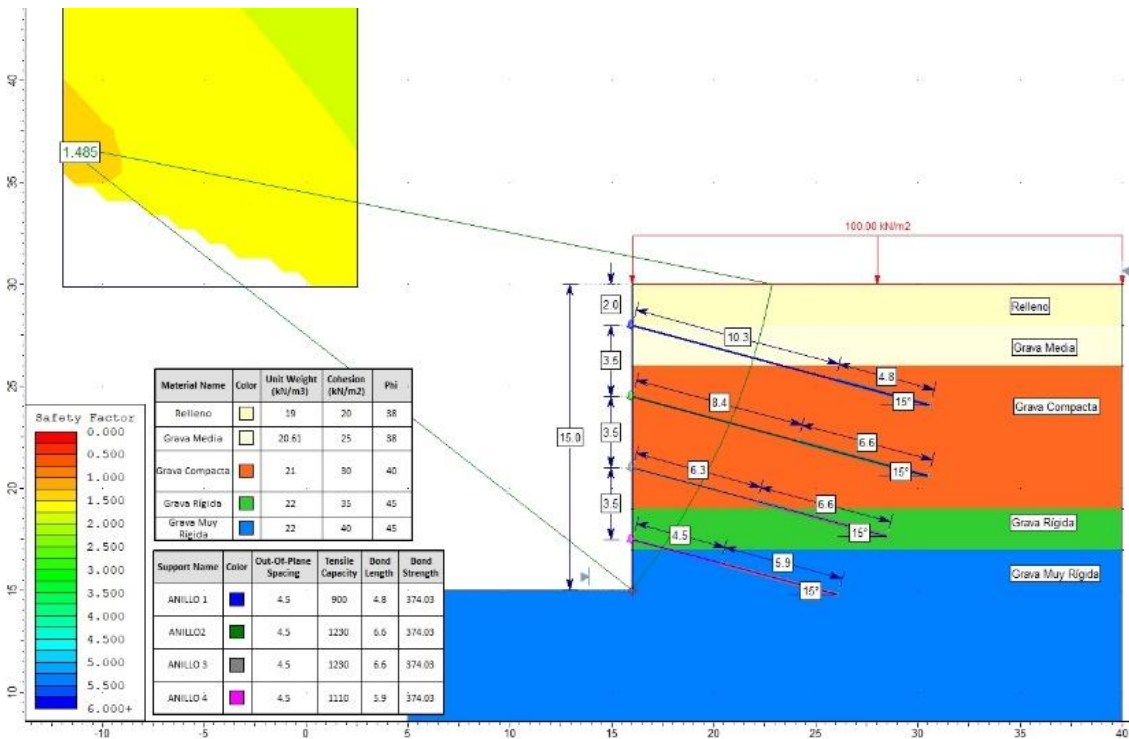 40
35
30
25
20
15
10
1.485
100.00 kN/m2
2.0
3.5
3.5
3.5
15.0
10.3
4.8
15°
8.4
6.6
15°
6.3
6.6
15°
4.5
5.9
15°
Relleno
Grava Media
Grava Compacta
Grava Rígida
Grava Muy Rígida
Safety Factor
0.000
0.500
1.000
1.500
2.000
2.500
3.000
3.500
4.000
4.500
5.000
5.500
6.000+
Material Name Color Unit Weight (kN/m3) Cohesion (kN/m2) Phi
Relleno 19 20 38
Grava Media 20.61 25 38
Grava Compacta 21 30 40
Grava Rígida 22 35 45
Grava Muy Rígida 22 40 45
Support Name Color Out-Of-Plane Spacing Tensile Capacity Bond Length Bond Strength
ANILLO 1 4.5 900 4.8 374.03
ANILLO2 4.5 1230 6.6 374.03
ANILLO 3 4.5 1230 6.6 374.03
ANILLO 4 4.5 1110 5.9 374.03
-10 -5 0 5 10 15 20 25 30 35 40